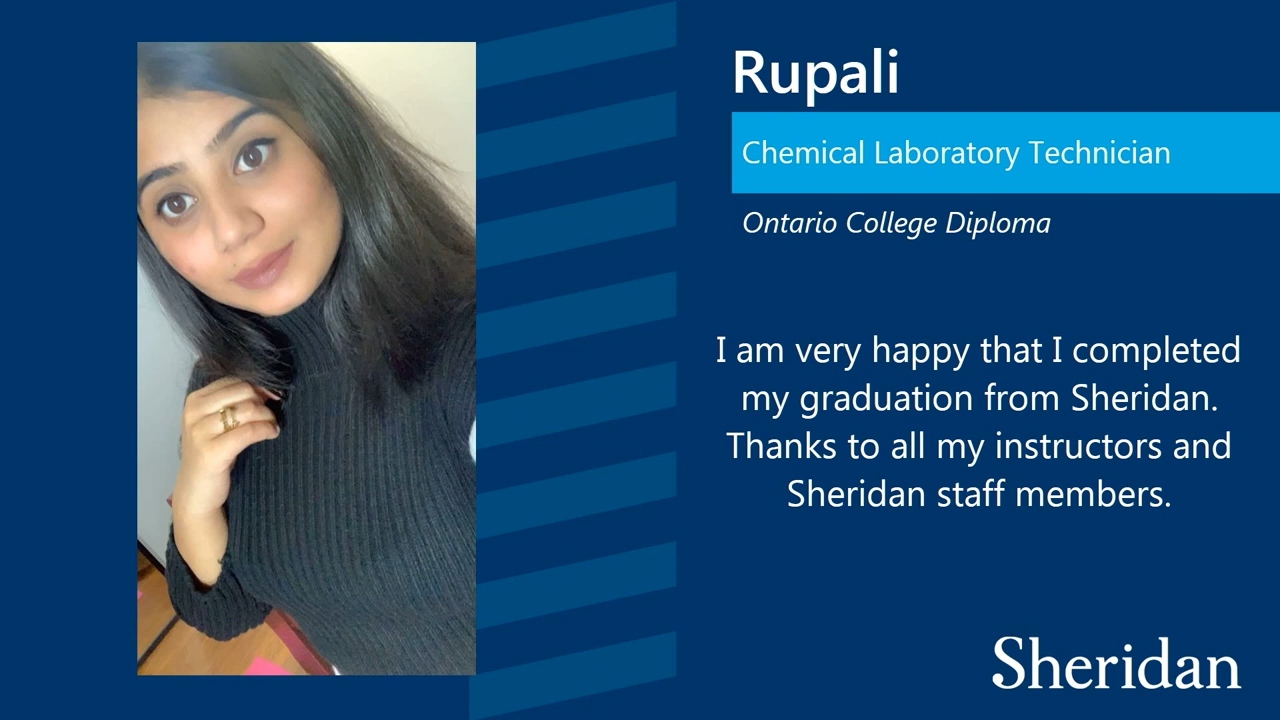 Rupali
Chemical Laboratory Technician
Ontario College Diploma
I am very happy that I completed
my graduation from Sheridan.
Thanks to all my instructors and
Sheridan staff members.
Sheridan